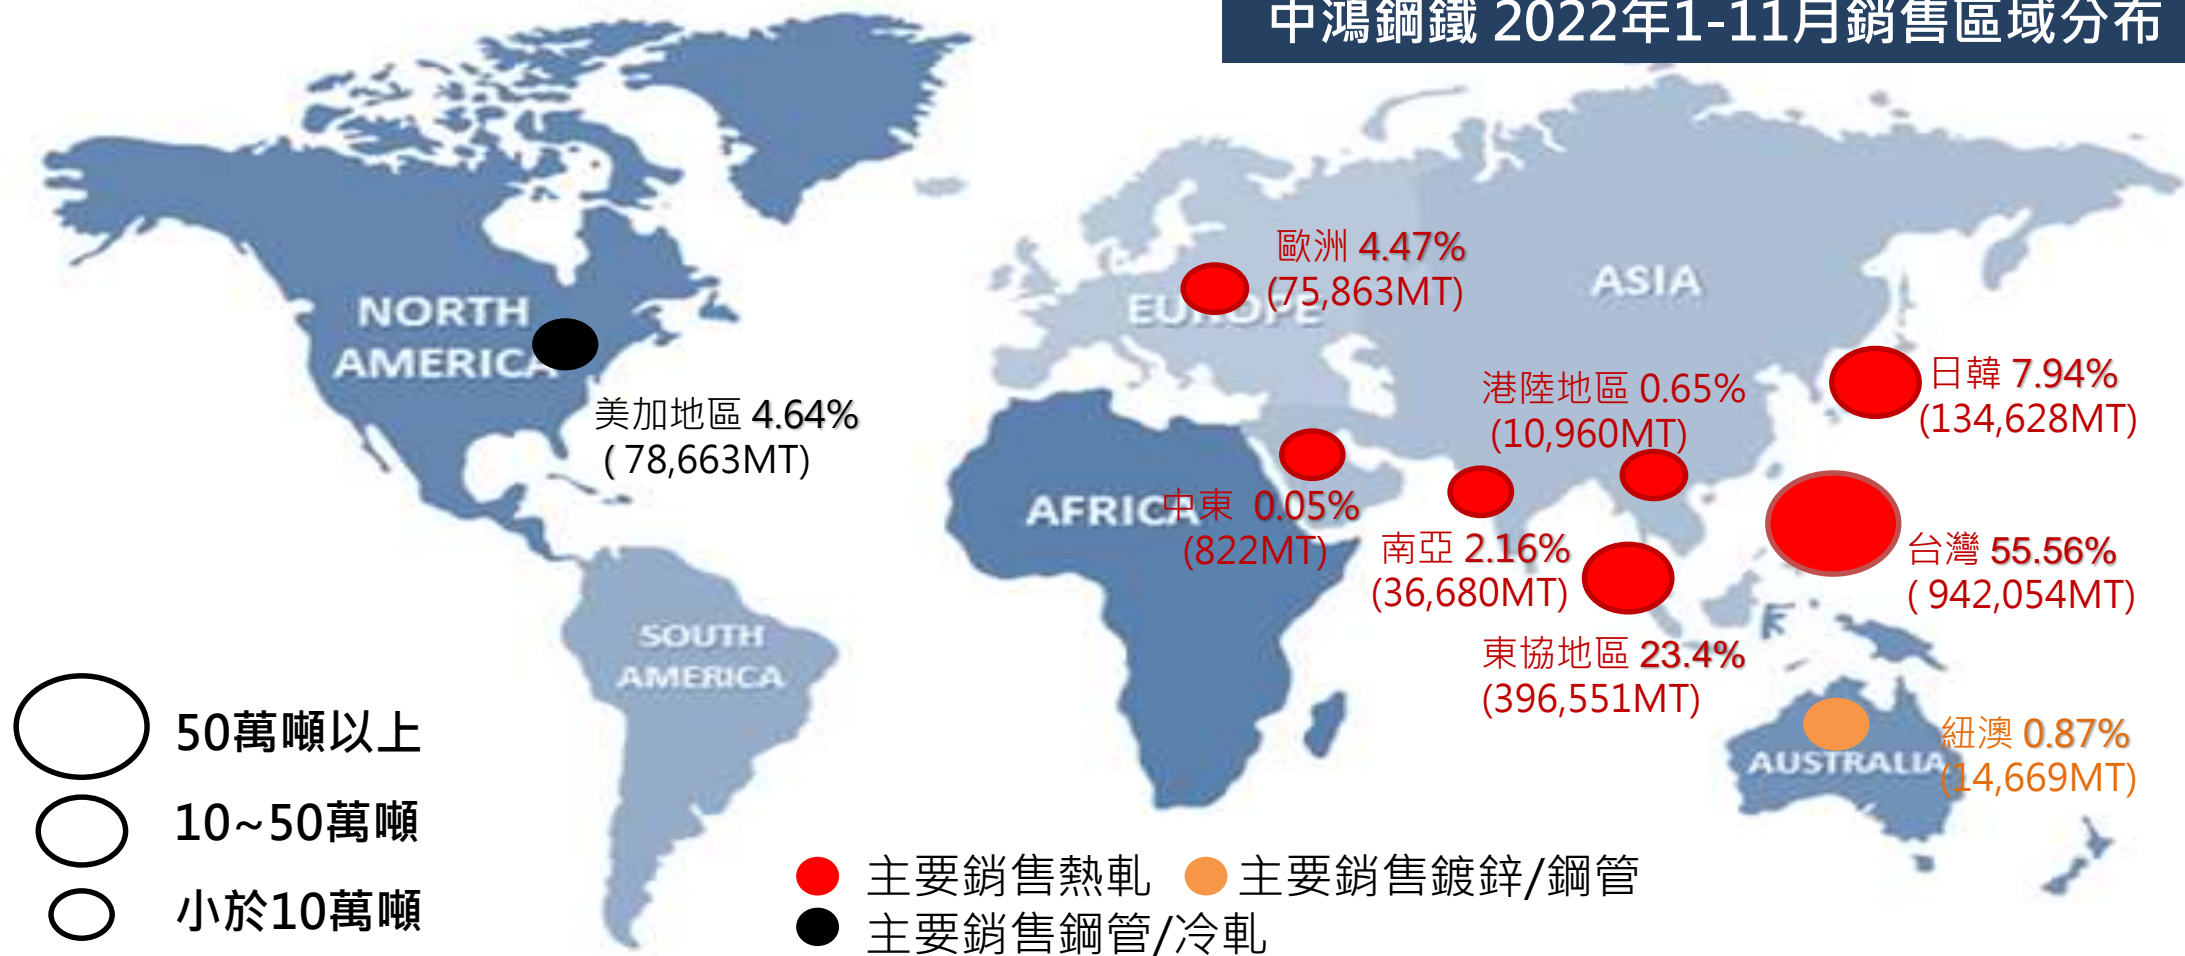 中鴻鋼鐵 2022年1-11月銷售區域分布
歐洲 4.47%
(75,863MT)
EUROPE
ASIA
NORTH
AMERICA
美加地區 4.64%
( 78,663MT)
港陸地區 0.65%
(10,960MT)
日韓 7.94%
(134,628MT)
AFRICA
中東 0.05%
(822MT)
南亞 2.16%
(36,680MT)
台灣 55.56%
( 942,054MT)
東協地區 23.4%
(396,551MT)
SOUTH
AMERICA
紐澳 0.87%
(14,669MT)
AUSTRALIA
50萬噸以上
10~50萬噸
小於10萬噸
主要銷售熱軋
主要銷售鍍鋅/鋼管
主要銷售鋼管/冷軋